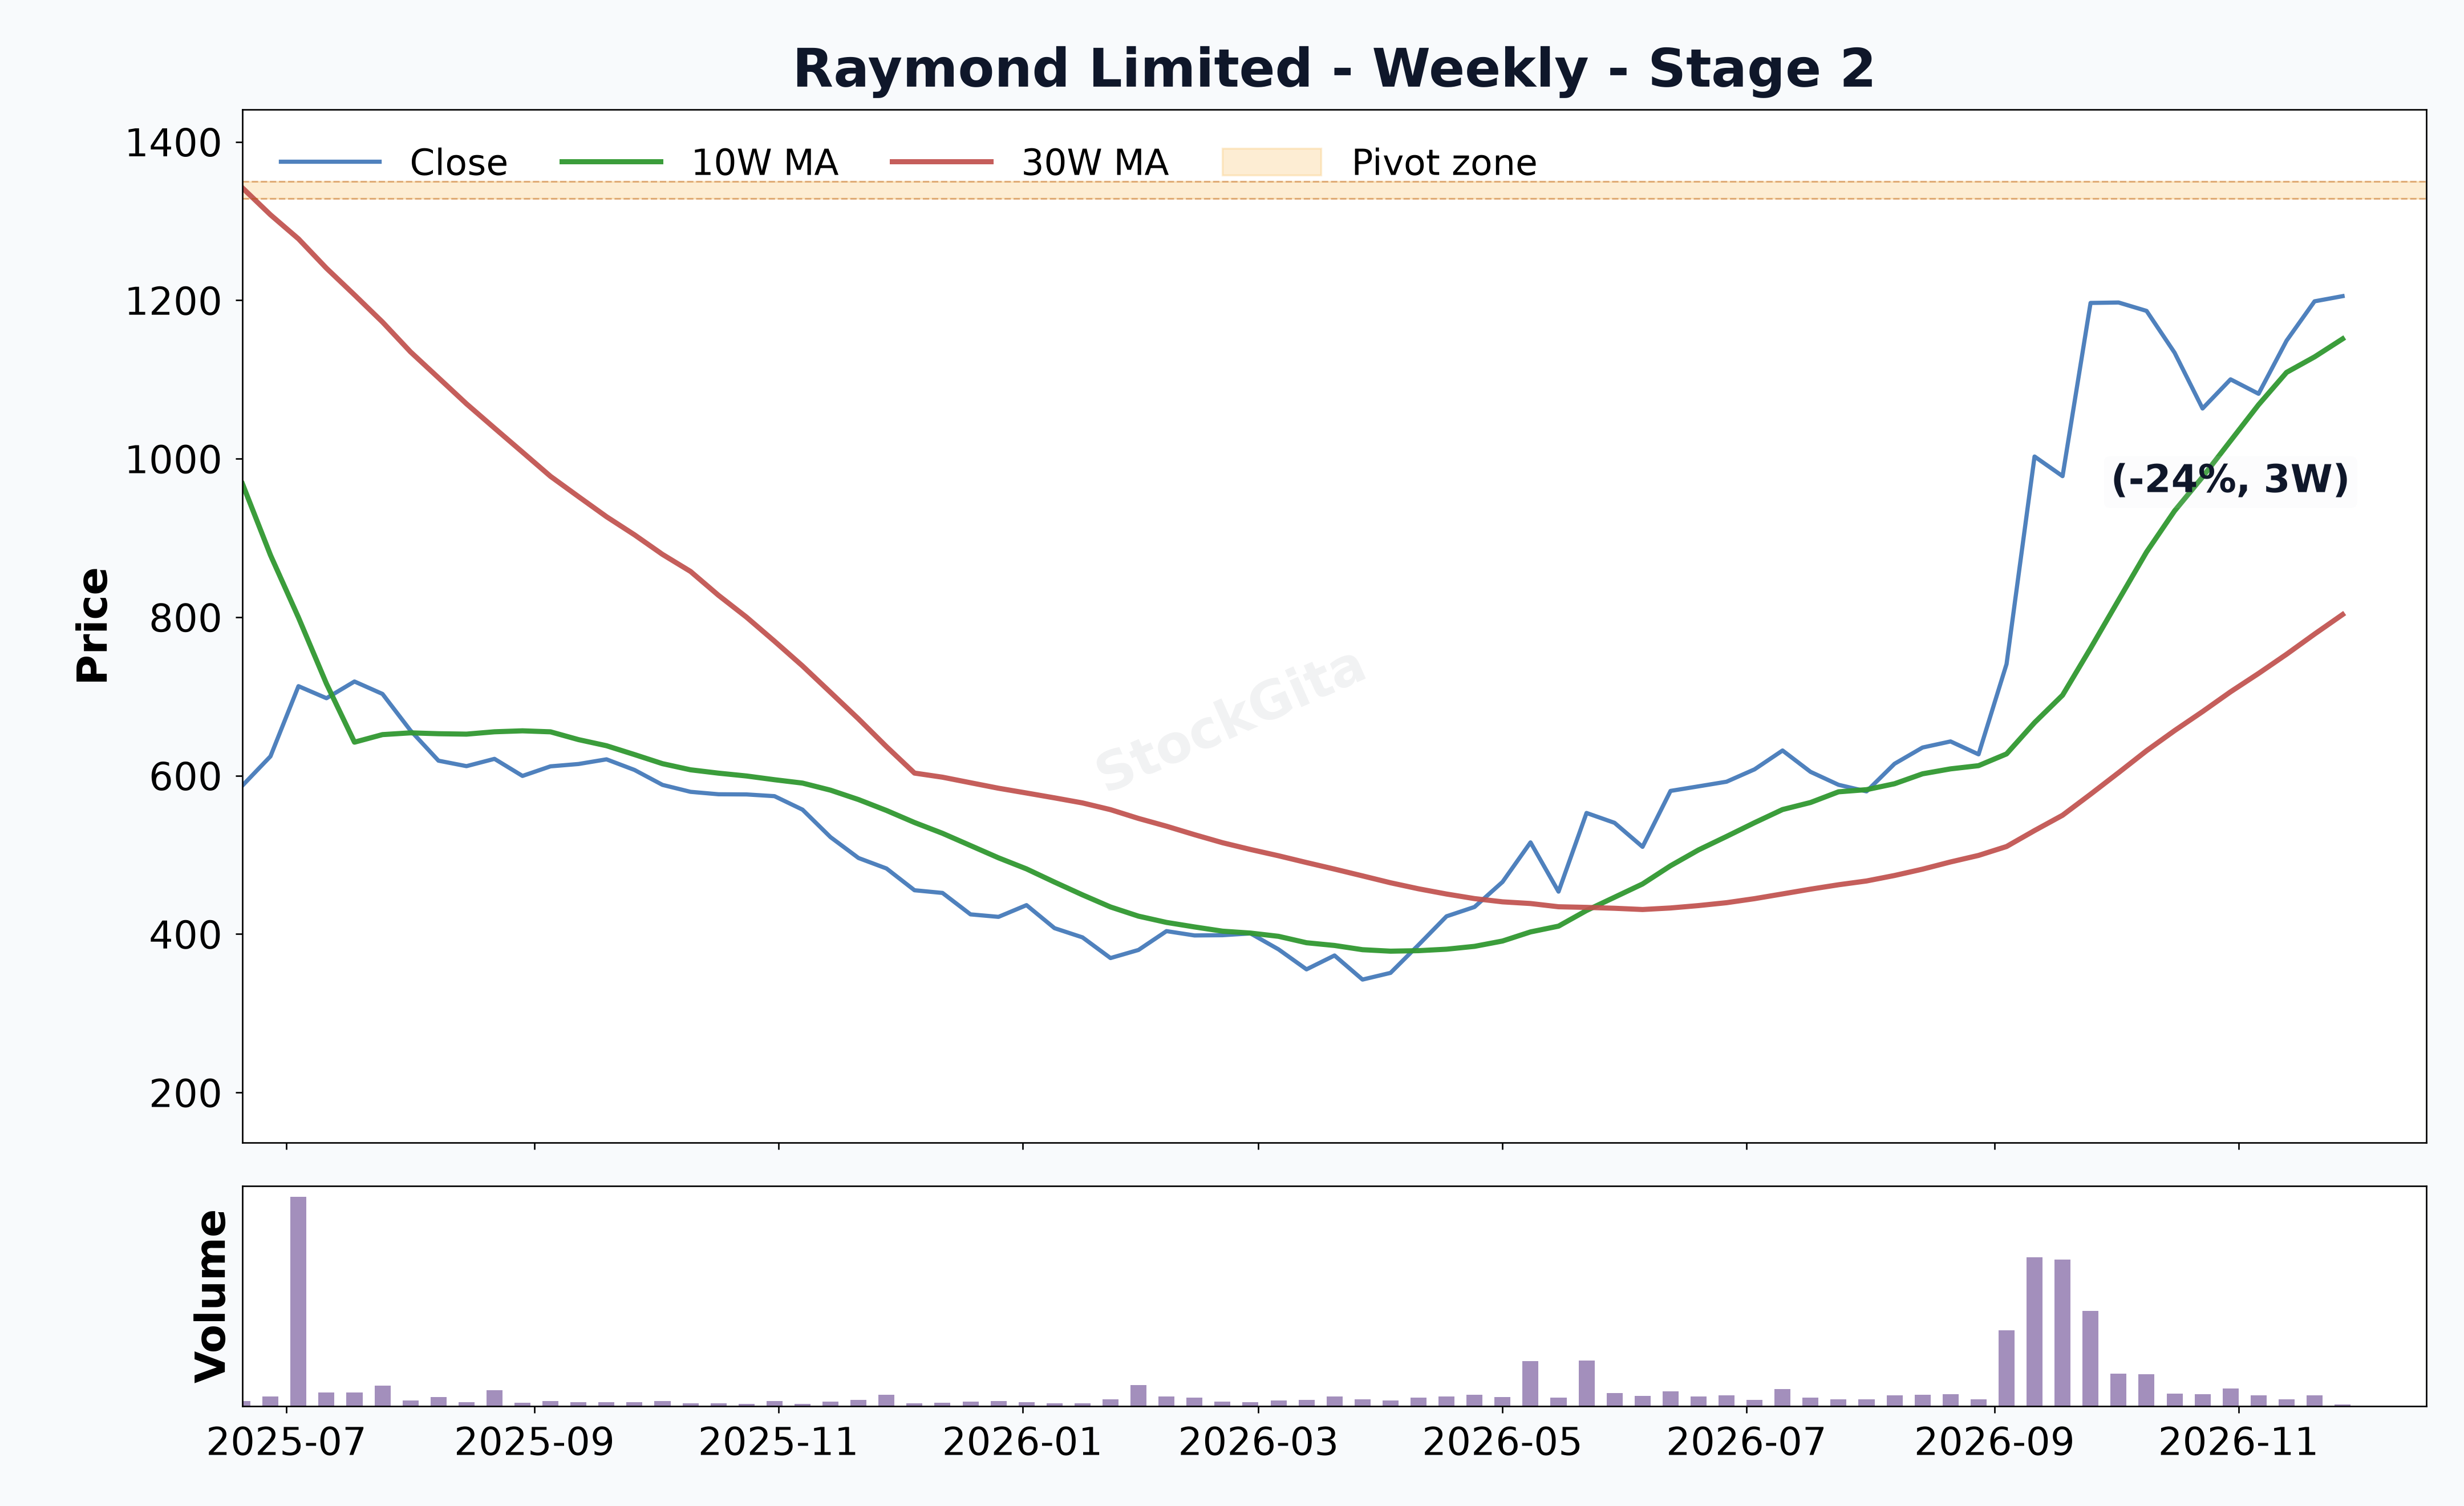 Raymond Limited - Weekly - Stage 2
Close 10W MA 30W MA Pivot zone
1400
1200
1000
800
600
400
200
Price
(-24%, 3W)
StockGita
Volume
2025-07 2025-09 2025-11 2026-01 2026-03 2026-05 2026-07 2026-09 2026-11